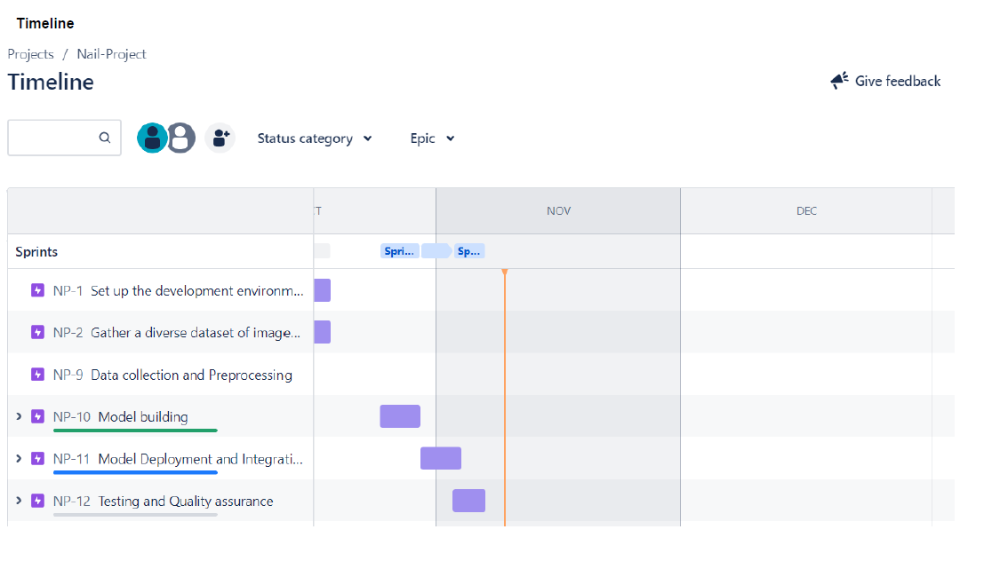 Timeline
Projects / Nail-Project
Timeline
Give feedback
Status category
Epic
T NOV DEC
Sprints Spri... Sp...
NP-1 Set up the development environm...
NP-2 Gather a diverse dataset of image...
NP-9 Data collection and Preprocessing
NP-10 Model building
NP-11 Model Deployment and Integrati...
NP-12 Testing and Quality assurance